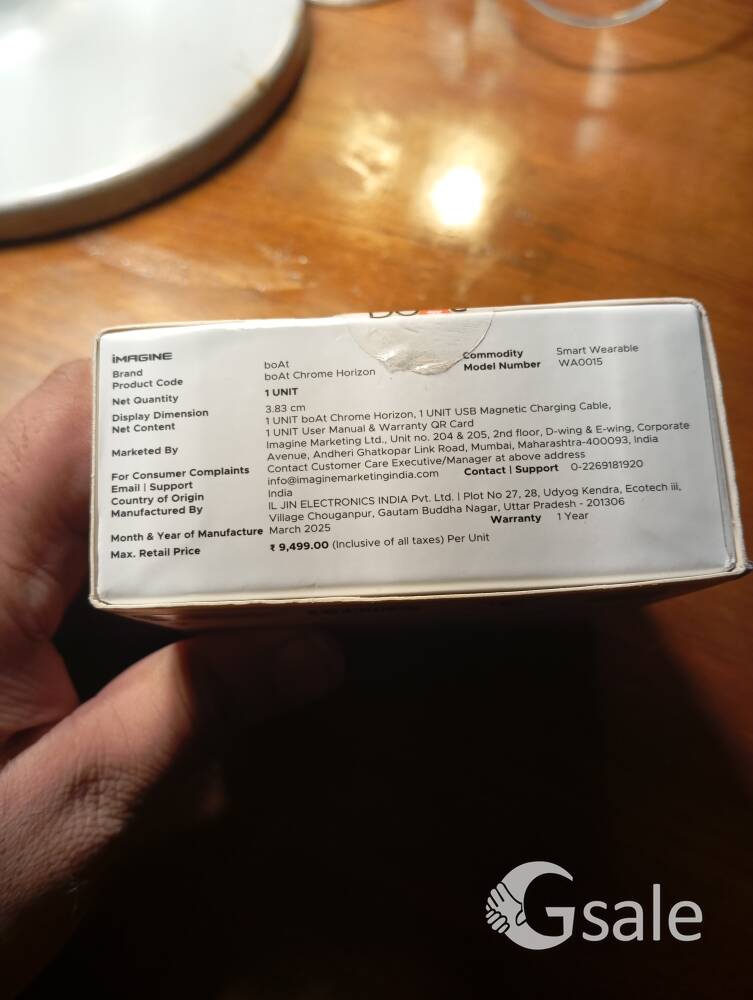 iMAGINE
Brand boAt Commodity Smart Wearable
Product Code boAt Chrome Horizon Model Number WA0015
Net Quantity 1 UNIT
Display Dimension 3.83 cm
Net Content 1 UNIT boAt Chrome Horizon, 1 UNIT USB Magnetic Charging Cable,
1 UNIT User Manual & Warranty QR Card
Marketed By Imagine Marketing Ltd., Unit no. 204 & 205, 2nd floor, D-wing & E-wing, Corporate
Avenue, Andheri Ghatkopar Link Road, Mumbai, Maharashtra-400093, India
For Consumer Complaints Contact Customer Care Executive/Manager at above address
Email | Support info@imaginemarketingindia.com Contact | Support 0-2269181920
Country of Origin India
Manufactured By IL JIN ELECTRONICS INDIA Pvt. Ltd. | Plot No 27, 28, Udyog Kendra, Ecotech iii,
Village Chouganpur, Gautam Buddha Nagar, Uttar Pradesh - 201306
Month & Year of Manufacture March 2025 Warranty 1 Year
Max. Retail Price ₹ 9,499.00 (Inclusive of all taxes) Per Unit
Gsale